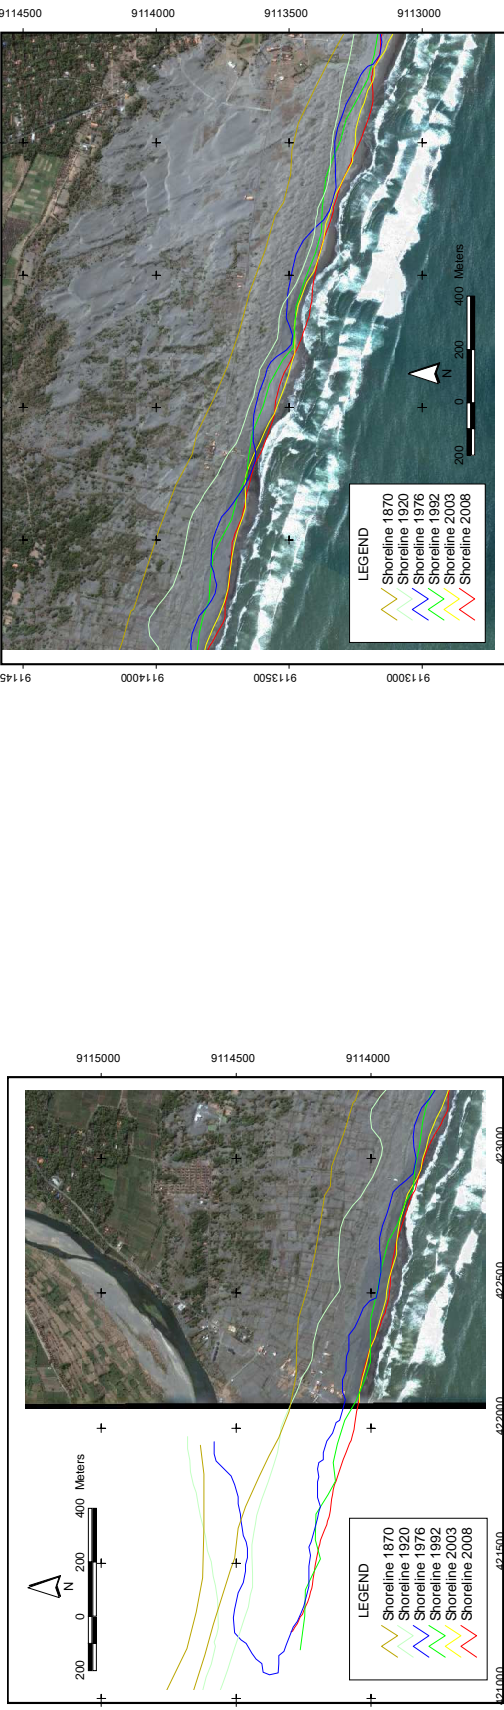 9114500
9114000
9113500
9113000
400 Meters
200
0
200
N
LEGEND
Shoreline 1870
Shoreline 1920
Shoreline 1976
Shoreline 1992
Shoreline 2003
Shoreline 2008
91145
9114000
9113500
9113000
9115000
9114500
9114000
423000
422500
422000
421500
421000
400 Meters
200
0
200
N
LEGEND
Shoreline 1870
Shoreline 1920
Shoreline 1976
Shoreline 1992
Shoreline 2003
Shoreline 2008